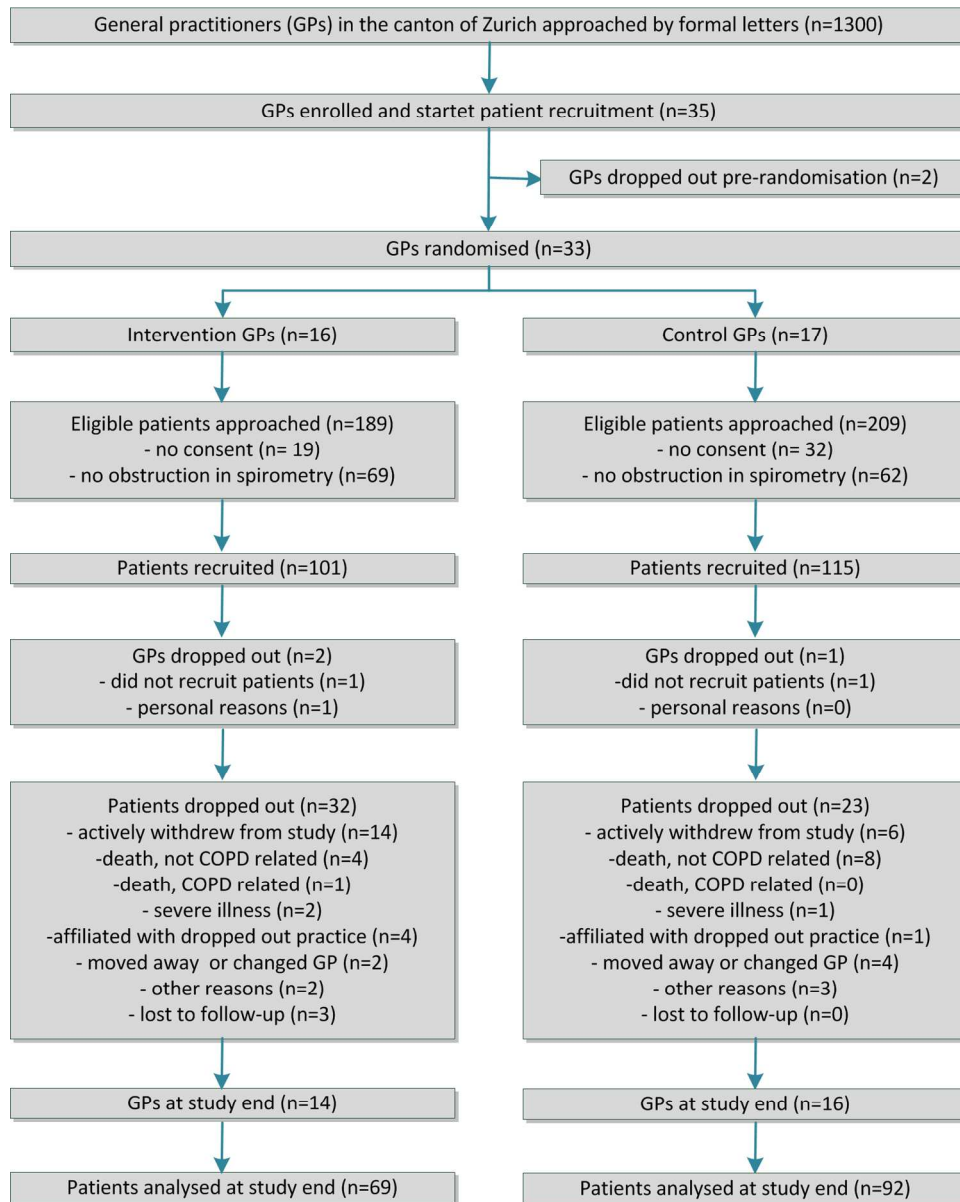 General practitioners (GPs) in the canton of Zurich approached by formal letters (n=1300)
GPs enrolled and startet patient recruitment (n=35)
GPs dropped out pre-randomisation (n=2)
GPs randomised (n=33)
Intervention GPs (n=16)
Control GPs (n=17)
Eligible patients approached (n=189)
- no consent (n= 19)
- no obstruction in spirometry (n=69)
Eligible patients approached (n=209)
- no consent (n= 32)
- no obstruction in spirometry (n=62)
Patients recruited (n=101)
Patients recruited (n=115)
GPs dropped out (n=2)
- did not recruit patients (n=1)
- personal reasons (n=1)
GPs dropped out (n=1)
-did not recruit patients (n=1)
- personal reasons (n=0)
Patients dropped out (n=32)
- actively withdrew from study (n=14)
-death, not COPD related (n=4)
-death, COPD related (n=1)
- severe illness (n=2)
-affiliated with dropped out practice (n=4)
- moved away  or changed GP (n=2)
- other reasons (n=2)
- lost to follow-up (n=3)
Patients dropped out (n=23)
- actively withdrew from study (n=6)
-death, not COPD related (n=8)
-death, COPD related (n=0)
- severe illness (n=1)
-affiliated with dropped out practice (n=1)
- moved away or changed GP (n=4)
- other reasons (n=3)
- lost to follow-up (n=0)
GPs at study end (n=14)
GPs at study end (n=16)
Patients analysed at study end (n=69)
Patients analysed at study end (n=92)